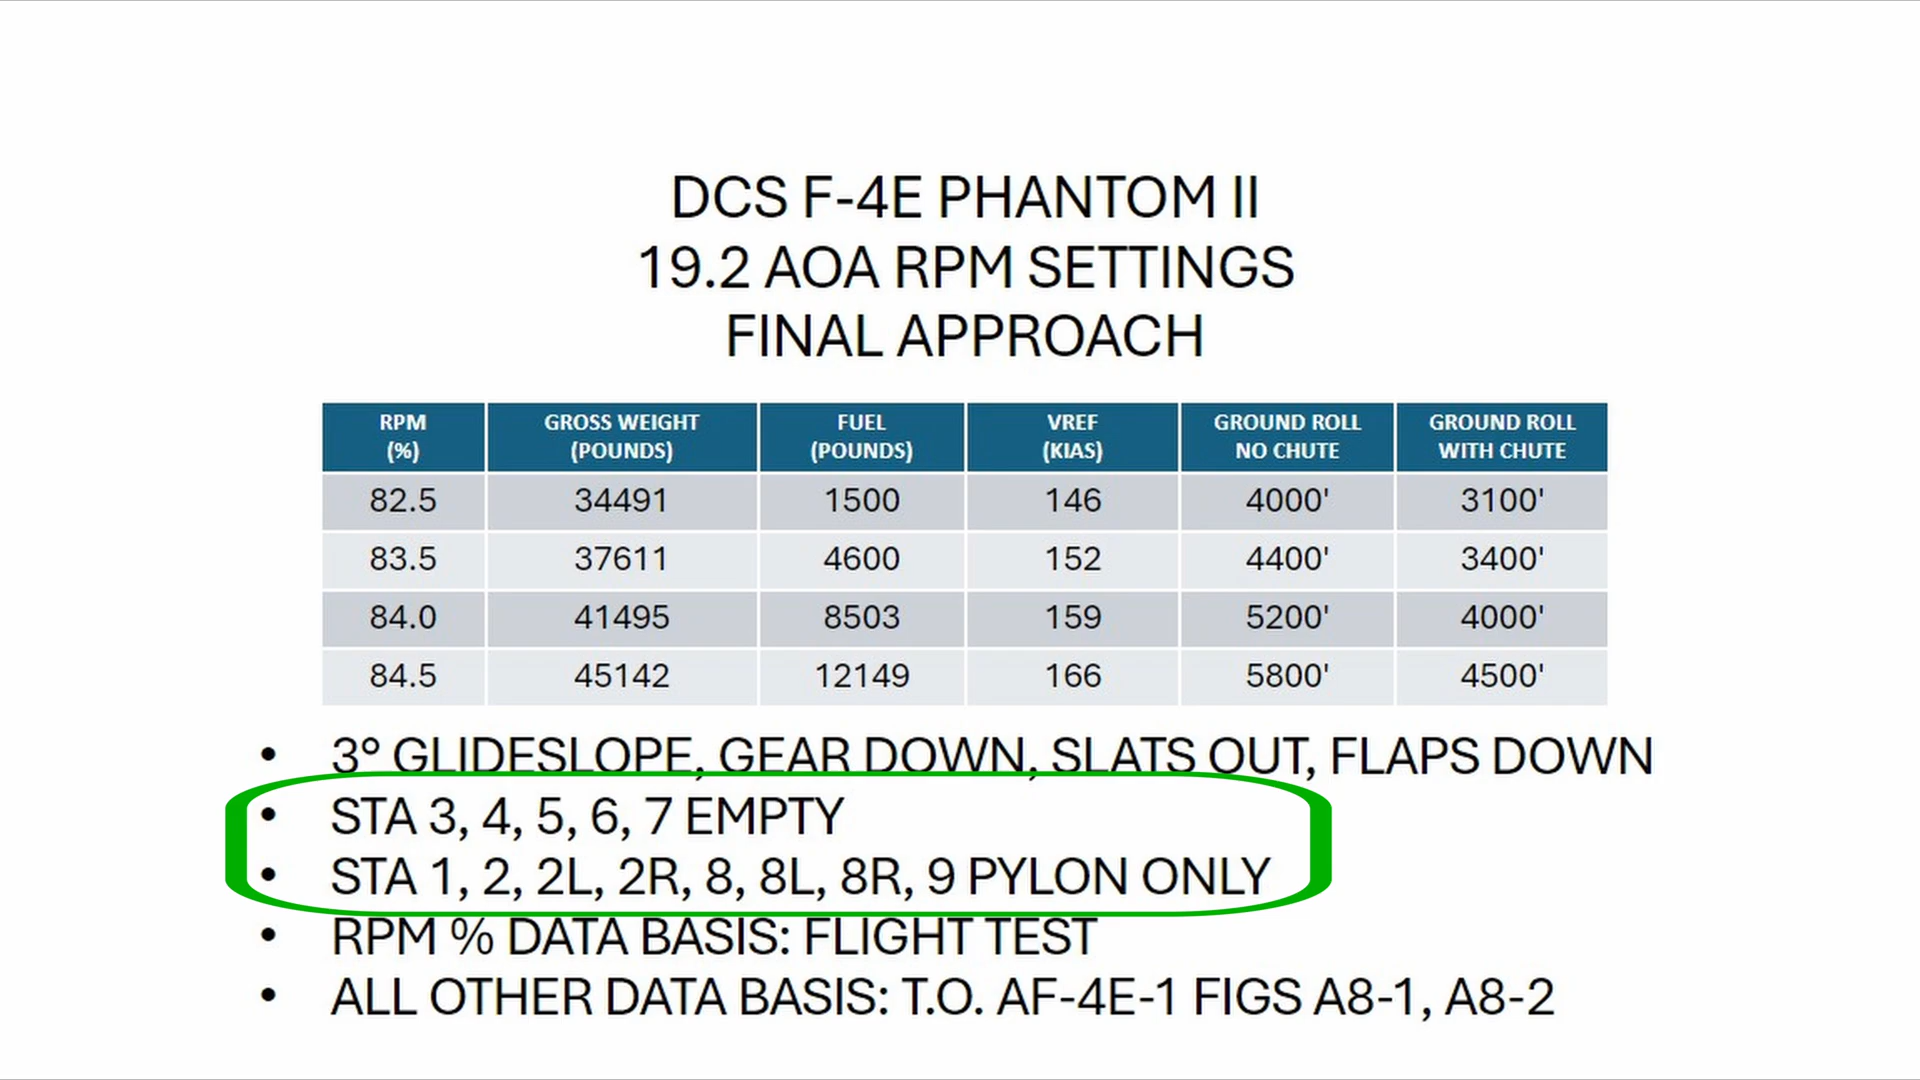 DCS F-4E PHANTOM II
19.2 AOA RPM SETTINGS
FINAL APPROACH
RPM (%) GROSS WEIGHT (POUNDS) FUEL (POUNDS) VREF (KIAS) GROUND ROLL NO CHUTE GROUND ROLL WITH CHUTE
82.5 34491 1500 146 4000' 3100'
83.5 37611 4600 152 4400' 3400'
84.0 41495 8503 159 5200' 4000'
84.5 45142 12149 166 5800' 4500'
• 3° GLIDESLOPE, GEAR DOWN, SLATS OUT, FLAPS DOWN
• STA 3, 4, 5, 6, 7 EMPTY
• STA 1, 2, 2L, 2R, 8, 8L, 8R, 9 PYLON ONLY
• RPM % DATA BASIS: FLIGHT TEST
• ALL OTHER DATA BASIS: T.O. AF-4E-1 FIGS A8-1, A8-2